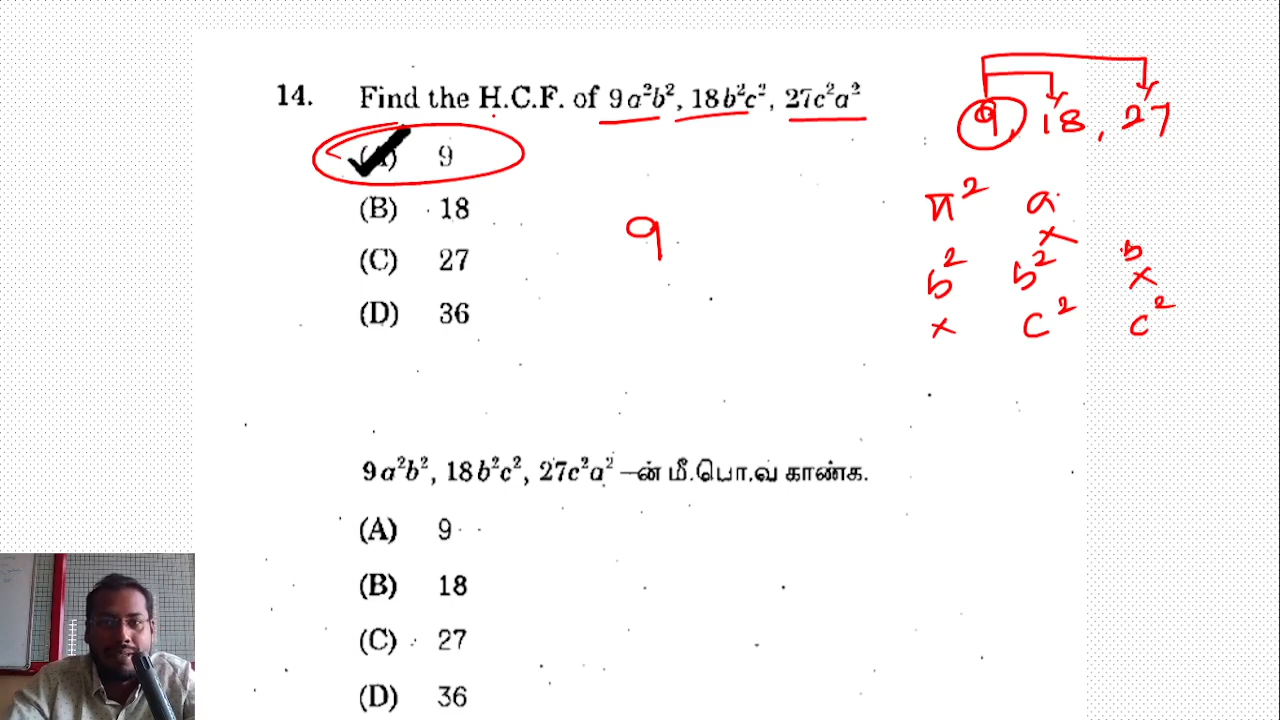 14. Find the H.C.F. of 9a²b², 18b²c², 27c²a²
(A) 9
(B) 18
(C) 27
(D) 36
9
9, 18, 27
a² a
×
b² b² b
×
× c² c²
9a²b², 18b²c², 27c²a² –ன் மீ.பொ.வ காண்க.
(A) 9
(B) 18
(C) 27
(D) 36